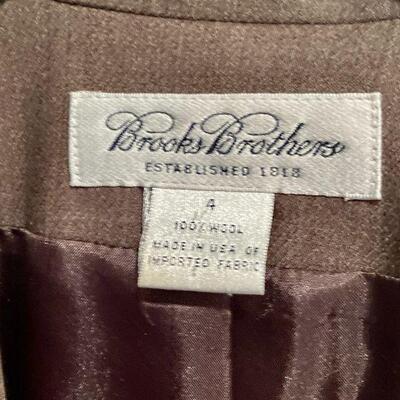 Brooks Brothers
ESTABLISHED 1818
4
100% WOOL
MADE IN USA OF
IMPORTED FABRIC